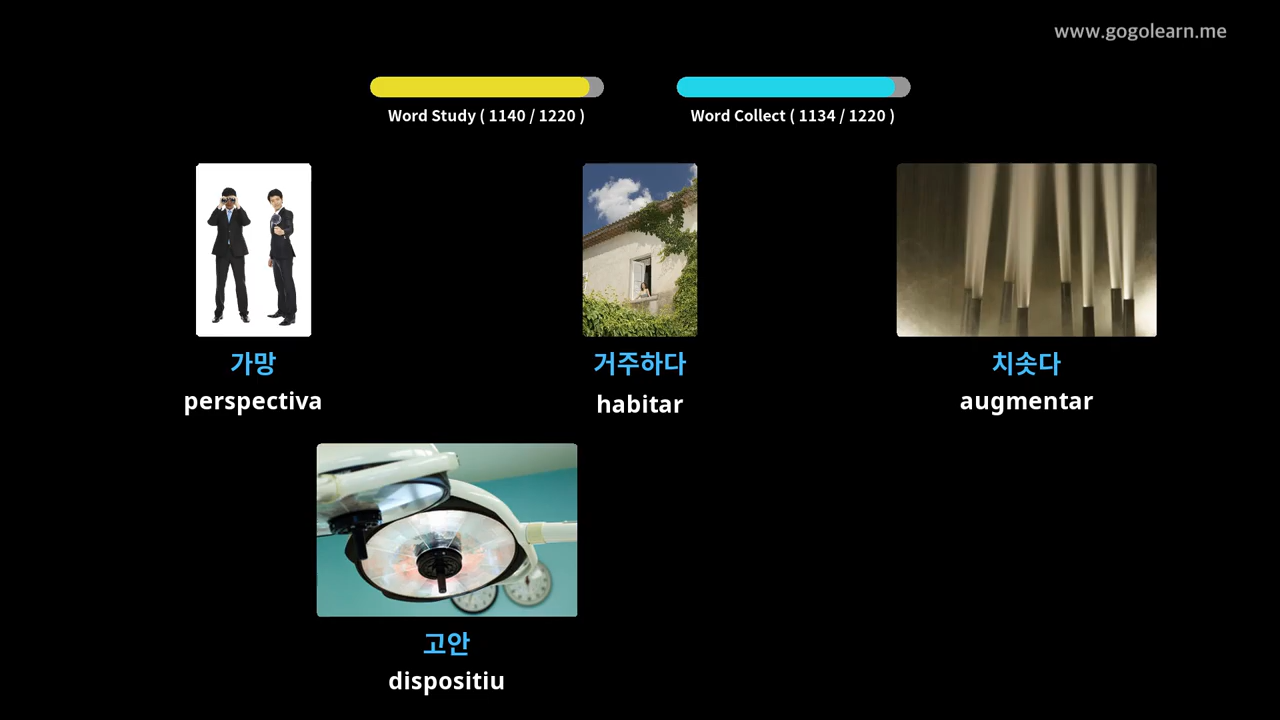 www.gogolearn.me
Word Study ( 1140 / 1220 )
Word Collect ( 1134 / 1220 )
가망
perspectiva
거주하다
habitar
치솟다
augmentar
고안
dispositiu